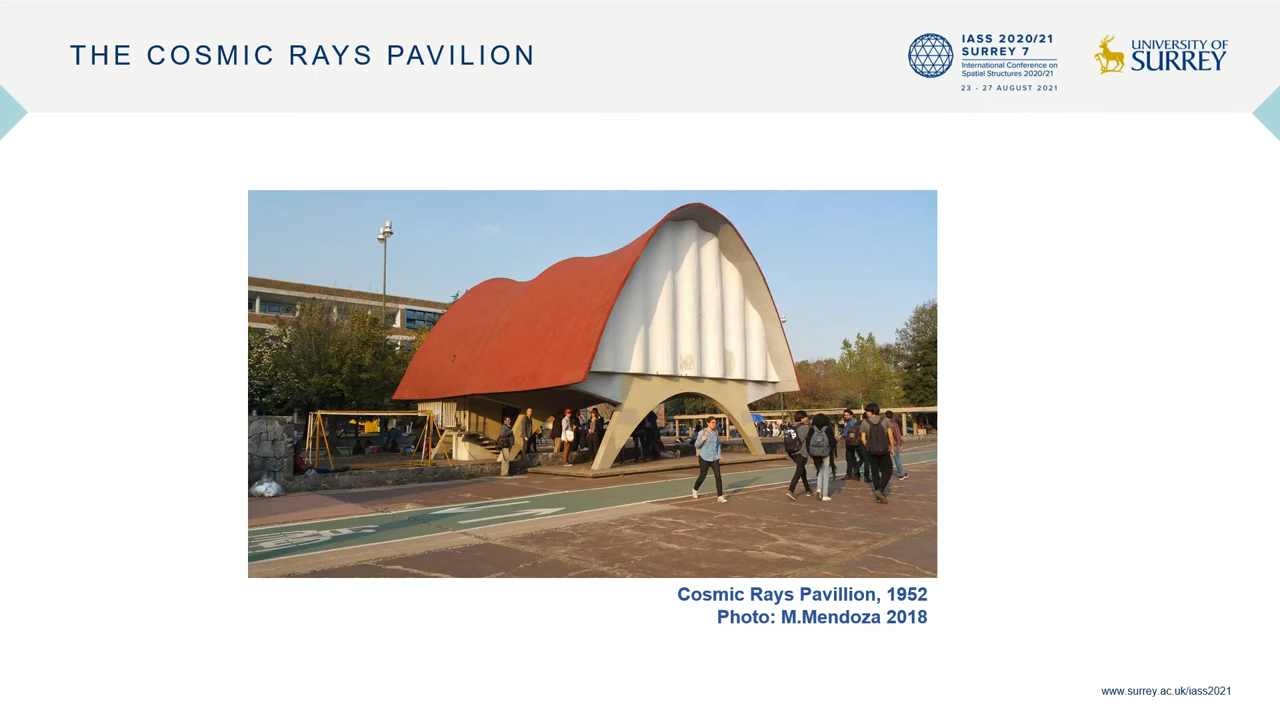 THE COSMIC RAYS PAVILION
IASS 2020/21
SURREY 7
International Conference on
Spatial Structures 2020/21
23 - 27 AUGUST 2021
UNIVERSITY OF
SURREY
Cosmic Rays Pavillion, 1952
Photo: M.Mendoza 2018
www.surrey.ac.uk/iass2021